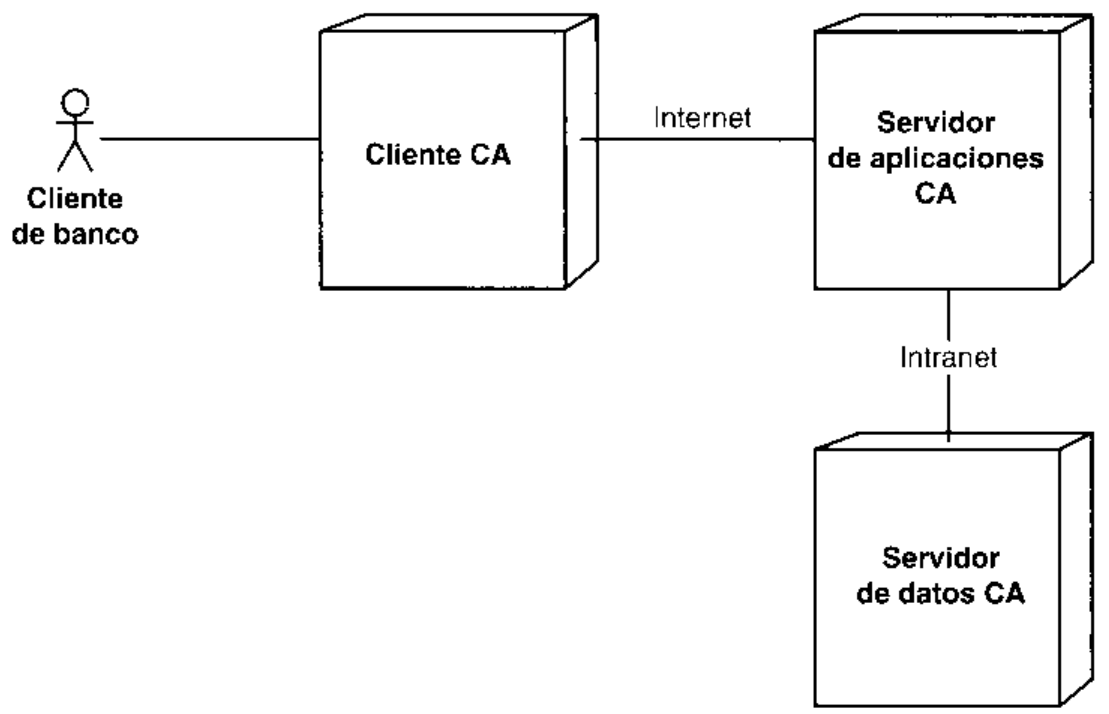 Cliente
de banco
Cliente CA
Internet
Servidor
de aplicaciones
CA
Intranet
Servidor
de datos CA